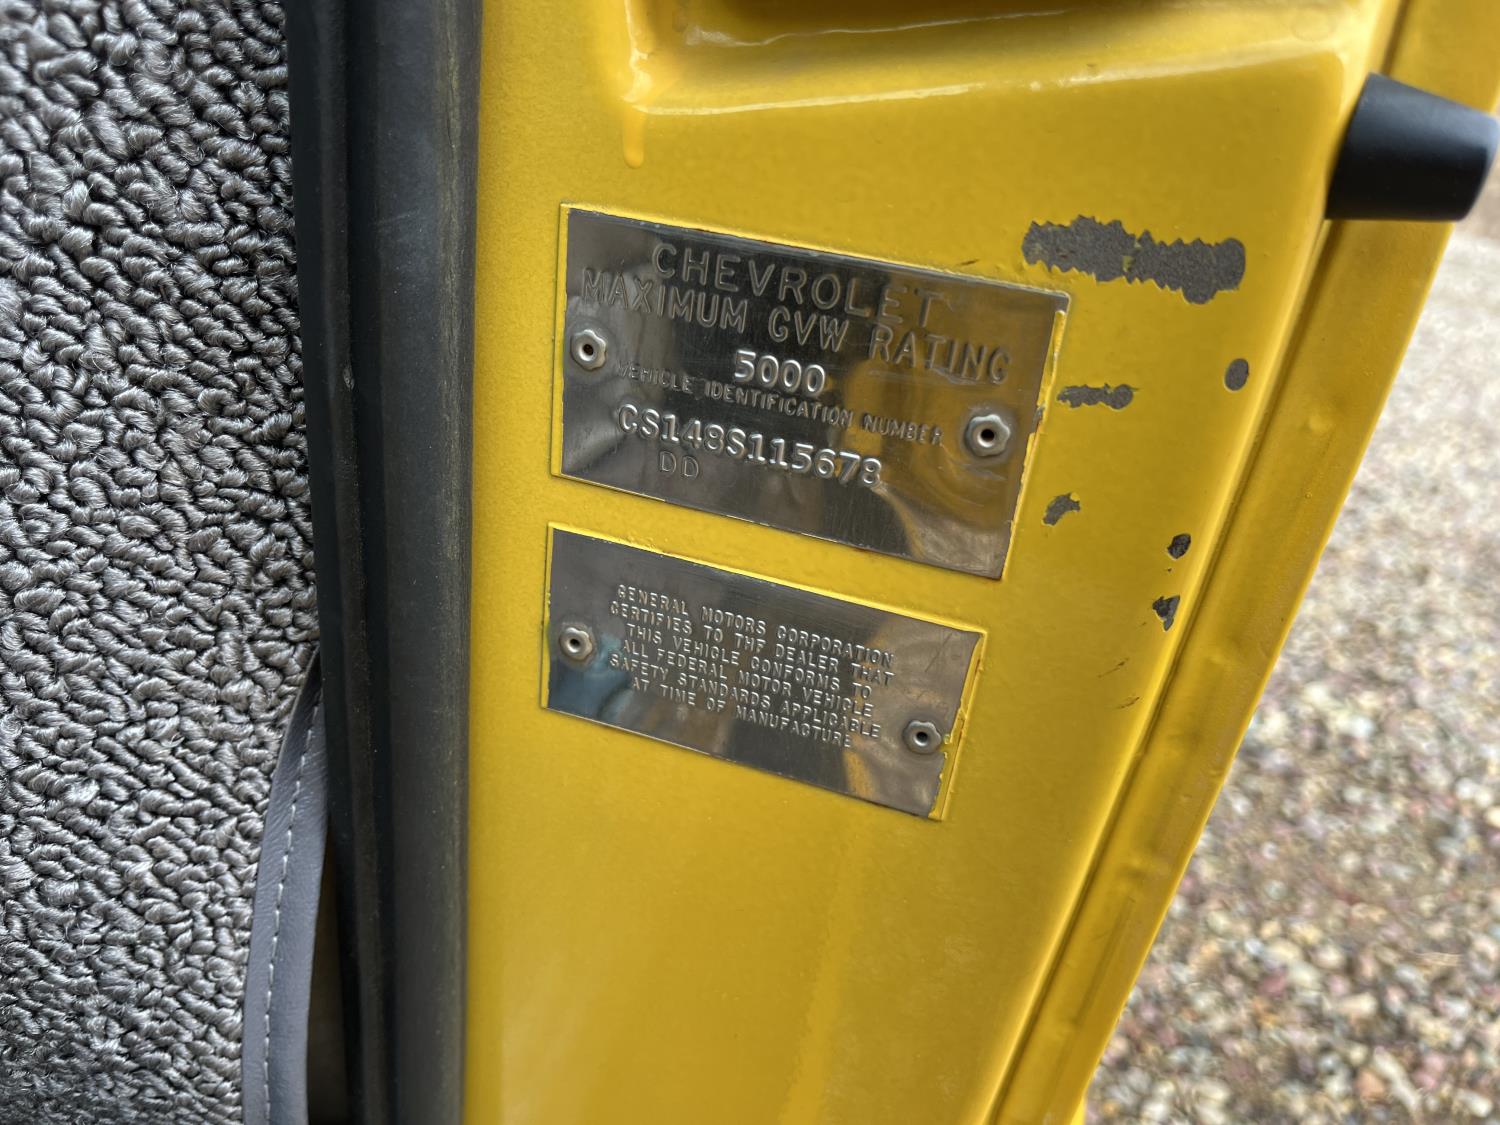 CHEVROLET
MAXIMUM GVW RATING
5000
VEHICLE IDENTIFICATION NUMBER
CS148S115678
DD
GENERAL MOTORS CORPORATION
CERTIFIES TO THE DEALER THAT
THIS VEHICLE CONFORMS TO
ALL FEDERAL MOTOR VEHICLE
SAFETY STANDARDS APPLICABLE
AT TIME OF MANUFACTURE